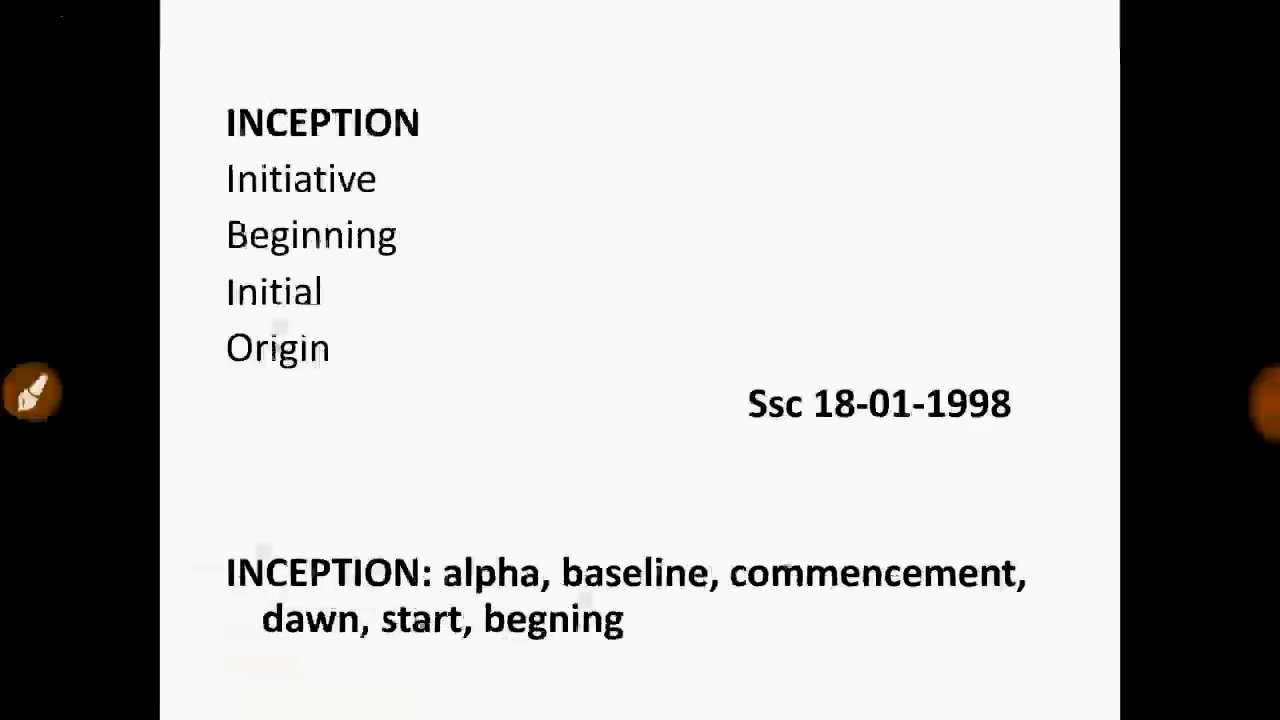 INCEPTION
Initiative
Beginning
Initial
Origin
Ssc 18-01-1998
INCEPTION: alpha, baseline, commencement,
dawn, start, begning